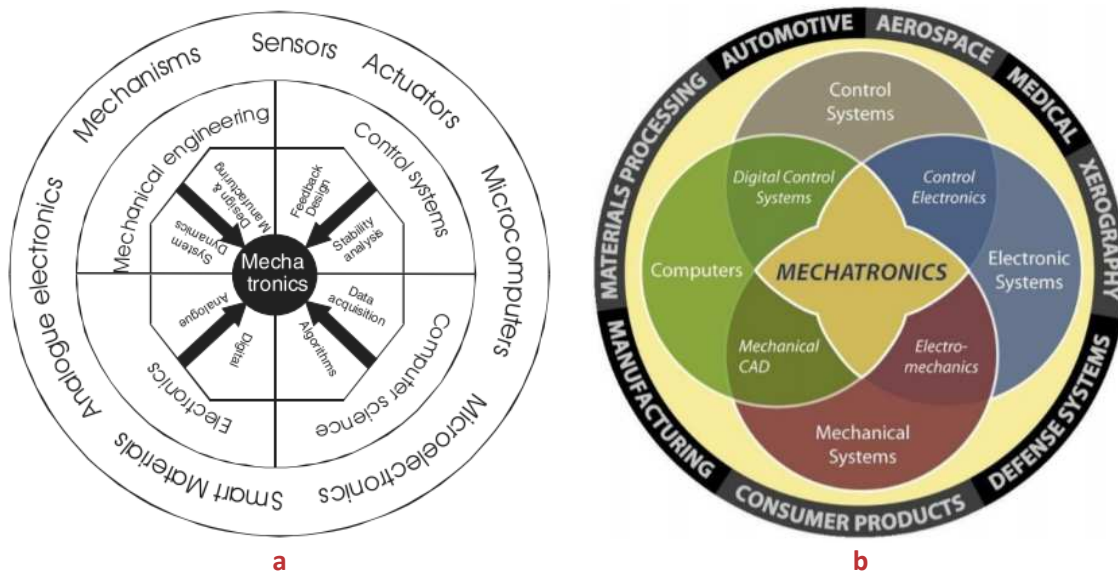 Mechanisms
Sensors
Actuators
Microcomputers
Microelectronics
Smart Materials
Analogue electronics
Mechanical engineering
Control systems
Computer science
Electronics
Design &
Manufacturing
System
Dynamics
Feedback
Design
Stability
analysis
Data
acquisition
Algorithms
Digital
Analogue
Mecha
tronics
a
MATERIALS PROCESSING
AUTOMOTIVE
AEROSPACE
MEDICAL
XEROGRAPHY
DEFENSE SYSTEMS
CONSUMER PRODUCTS
MANUFACTURING
Control
Systems
Digital Control
Systems
Control
Electronics
Computers
MECHATRONICS
Electronic
Systems
Mechanical
CAD
Electro-
mechanics
Mechanical
Systems
b